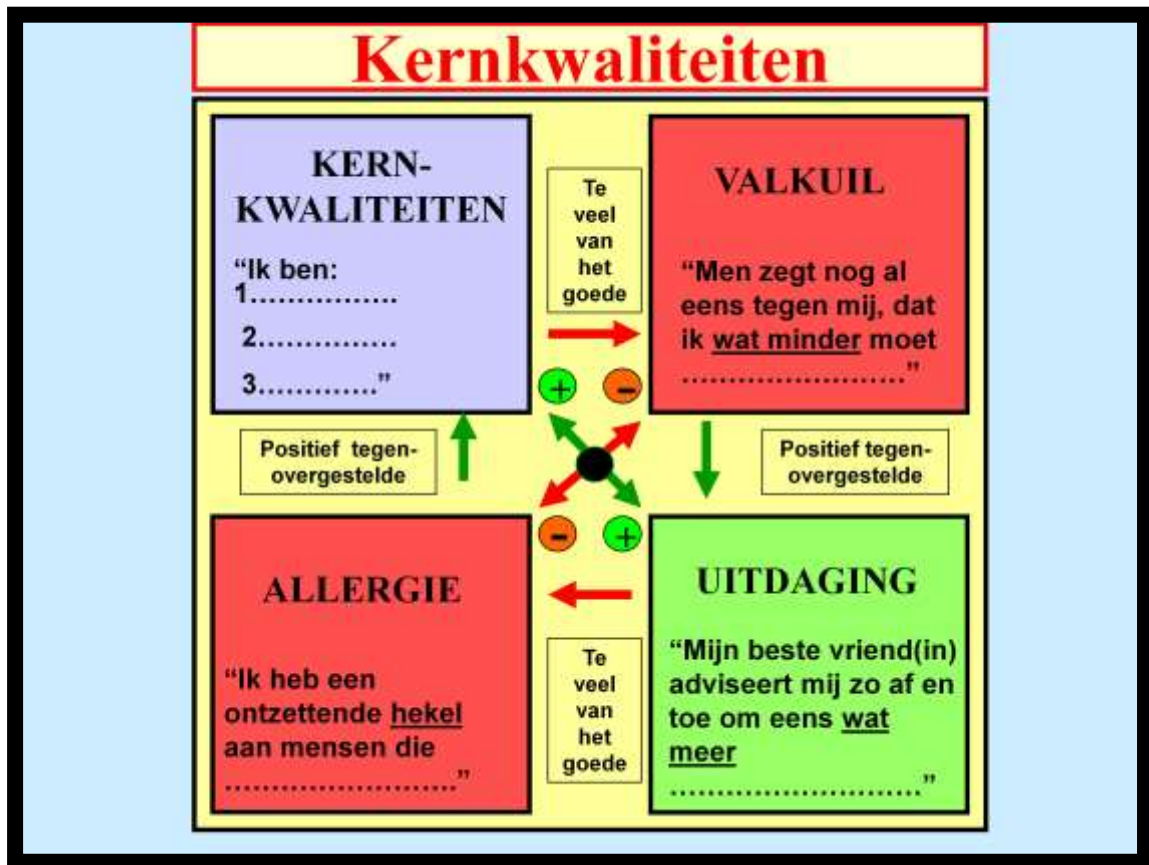 Kernkwaliteiten
KERN-
KWALITEITEN
“Ik ben:
1…………….
2……………
3………….”
Te
veel
van
het
goede
VALKUIL
“Men zegt nog al
eens tegen mij, dat
ik wat minder moet
……………………”
+
-
Positief tegen-
overgestelde
Positief tegen-
overgestelde
-
+
ALLERGIE
“Ik heb een
ontzettende hekel
aan mensen die
…………………….”
Te
veel
van
het
goede
UITDAGING
“Mijn beste vriend(in)
adviseert mij zo af en
toe om eens wat
meer
………………………”